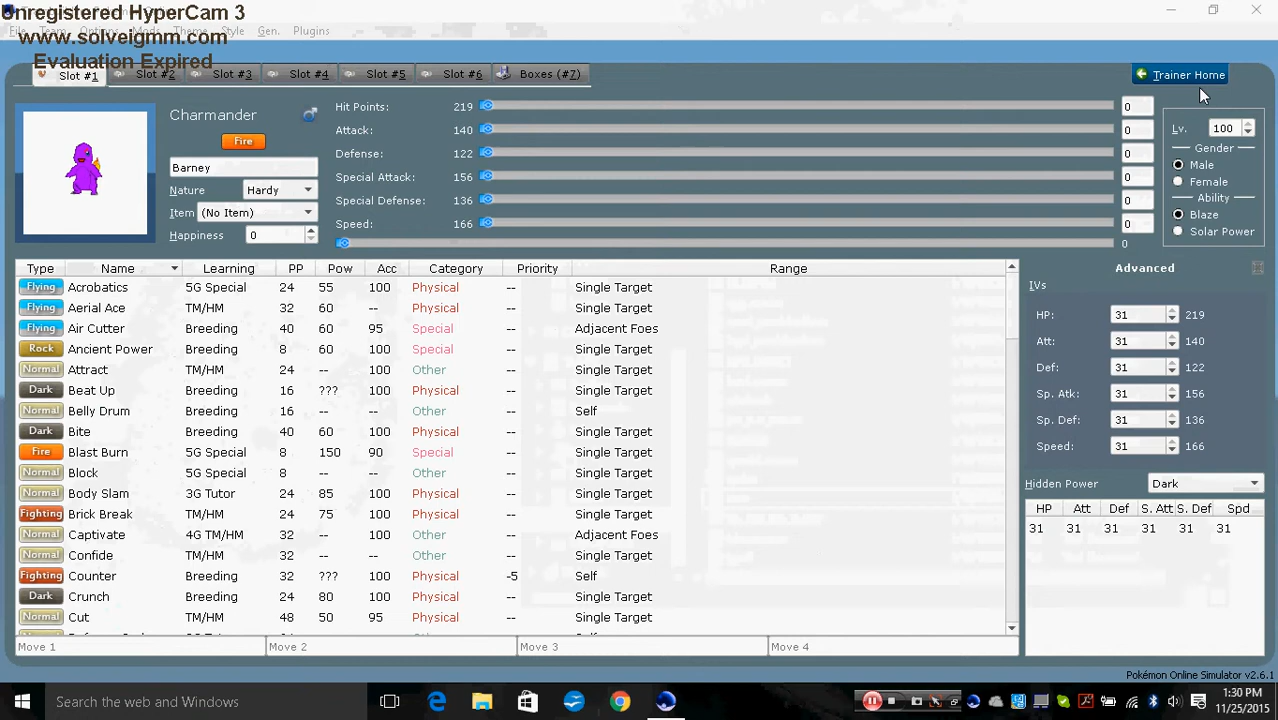 Unregistered HyperCam 3
www.solveigmm.com
Evaluation Expired
File Team Options Mods Theme Style Gen. Plugins
Slot #1 Slot #2 Slot #3 Slot #4 Slot #5 Slot #6 Boxes (#7) Trainer Home
Charmander
Fire
Barney
Nature Hardy
Item (No Item)
Happiness 0
Hit Points: 219 0
Attack: 140 0
Defense: 122 0
Special Attack: 156 0
Special Defense: 136 0
Speed: 166 0
0
Lv. 100
Gender
Male
Female
Ability
Blaze
Solar Power
Type Name Learning PP Pow Acc Category Priority Range
Flying Acrobatics 5G Special 24 55 100 Physical -- Single Target
Flying Aerial Ace TM/HM 32 60 -- Physical -- Single Target
Flying Air Cutter Breeding 40 60 95 Special -- Adjacent Foes
Rock Ancient Power Breeding 8 60 100 Special -- Single Target
Normal Attract TM/HM 24 -- 100 Other -- Single Target
Dark Beat Up Breeding 16 ??? 100 Physical -- Single Target
Normal Belly Drum Breeding 16 -- -- Other -- Self
Dark Bite Breeding 40 60 100 Physical -- Single Target
Fire Blast Burn 5G Special 8 150 90 Special -- Single Target
Normal Block 5G Special 8 -- -- Other -- Single Target
Normal Body Slam 3G Tutor 24 85 100 Physical -- Single Target
Fighting Brick Break TM/HM 24 75 100 Physical -- Single Target
Normal Captivate 4G TM/HM 32 -- 100 Other -- Adjacent Foes
Normal Confide TM/HM 32 -- -- Other -- Single Target
Fighting Counter Breeding 32 ??? 100 Physical -5 Self
Dark Crunch Breeding 24 80 100 Physical -- Single Target
Normal Cut TM/HM 48 50 95 Physical -- Single Target
Move 1 Move 2 Move 3 Move 4
Advanced
IVs
HP: 31 219
Att: 31 140
Def: 31 122
Sp. Atk: 31 156
Sp. Def: 31 136
Speed: 31 166
Hidden Power Dark
HP Att Def S. Att S. Def Spd
31 31 31 31 31 31
Pokémon Online Simulator v2.6.1
Search the web and Windows
1:30 PM
11/25/2015